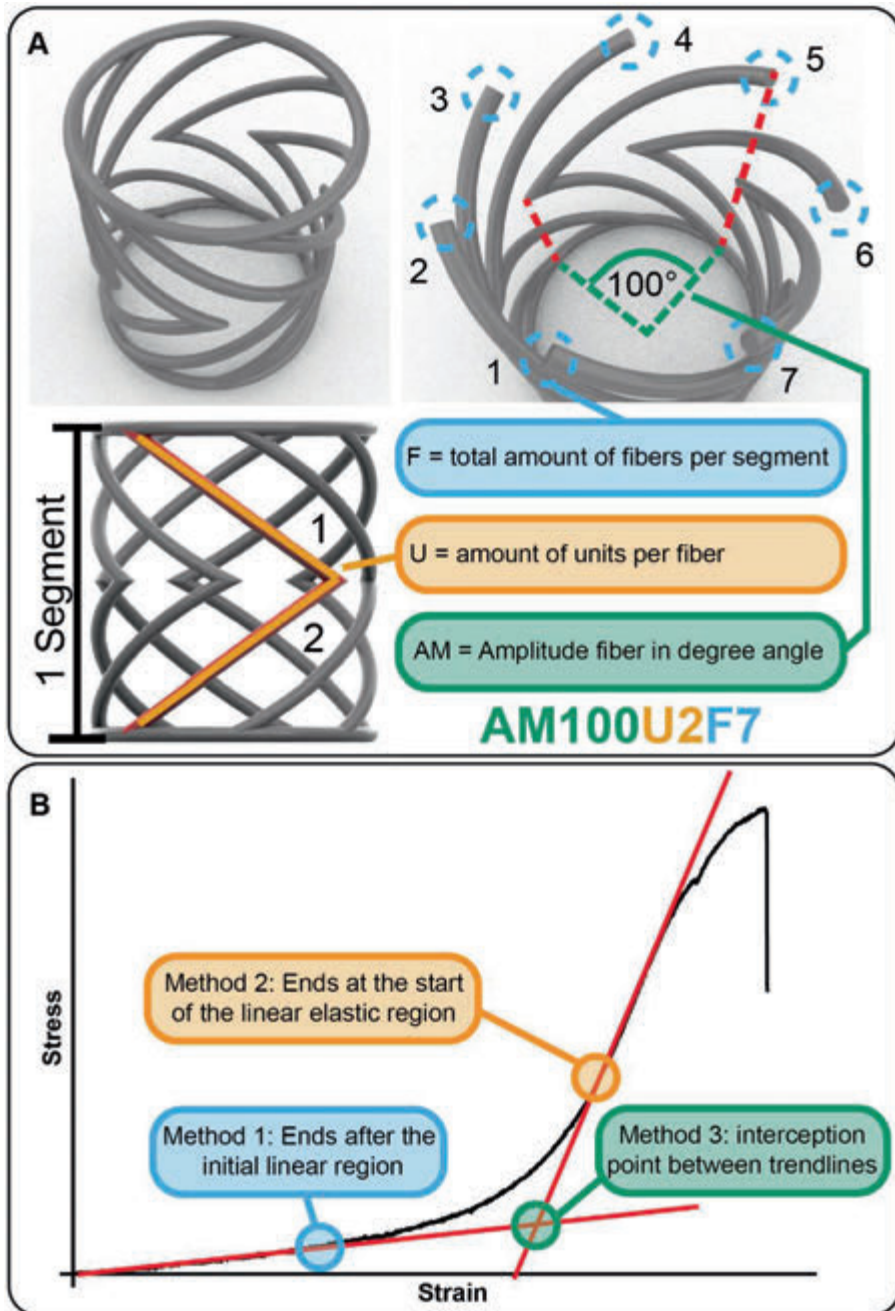 A
4
5
3
2
6
100°
1
7
F = total amount of fibers per segment
1 Segment
1
U = amount of units per fiber
2
AM = Amplitude fiber in degree angle
AM100U2F7
B
Method 2: Ends at the start
of the linear elastic region
Stress
Method 1: Ends after the
initial linear region
Method 3: interception
point between trendlines
Strain